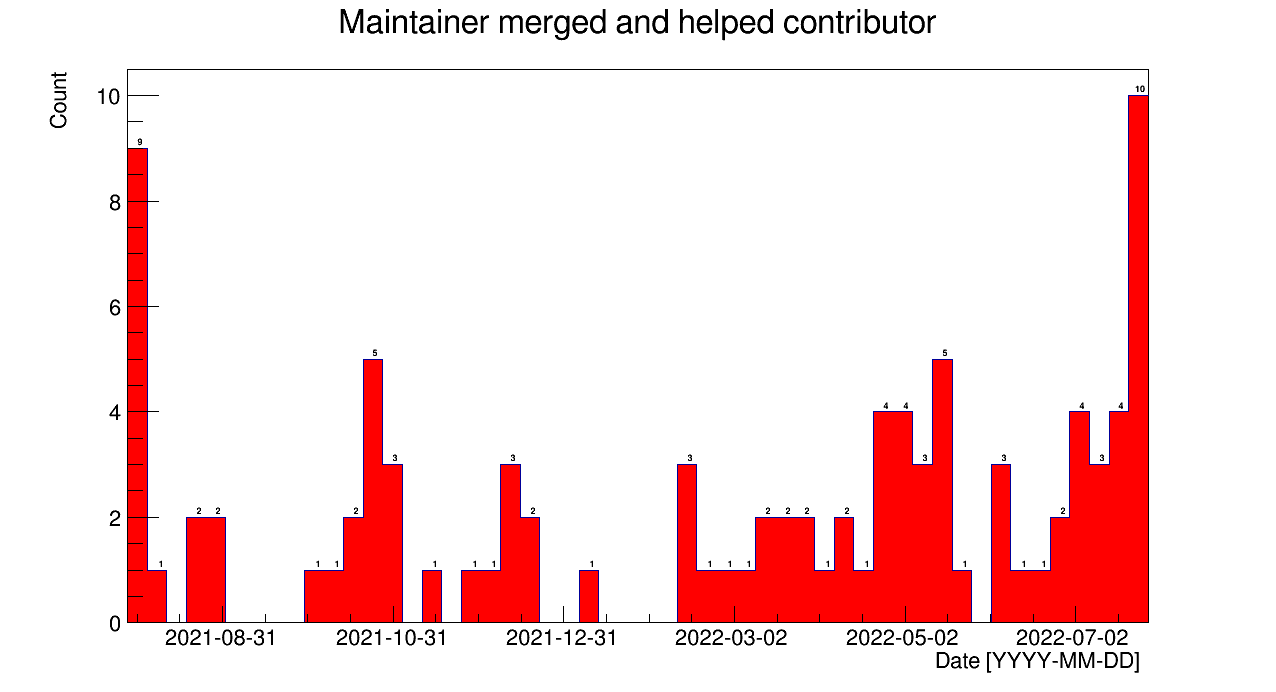 Maintainer merged and helped contributor
Count
10
8
6
4
2
0
9 1 2 2 1 1 2 5 3 1 1 1 3 2 1 3 1 1 1 2 2 2 1 2 1 4 4 3 5 1 3 1 1 2 4 3 4 10
2021-08-31 2021-10-31 2021-12-31 2022-03-02 2022-05-02 2022-07-02
Date [YYYY-MM-DD]